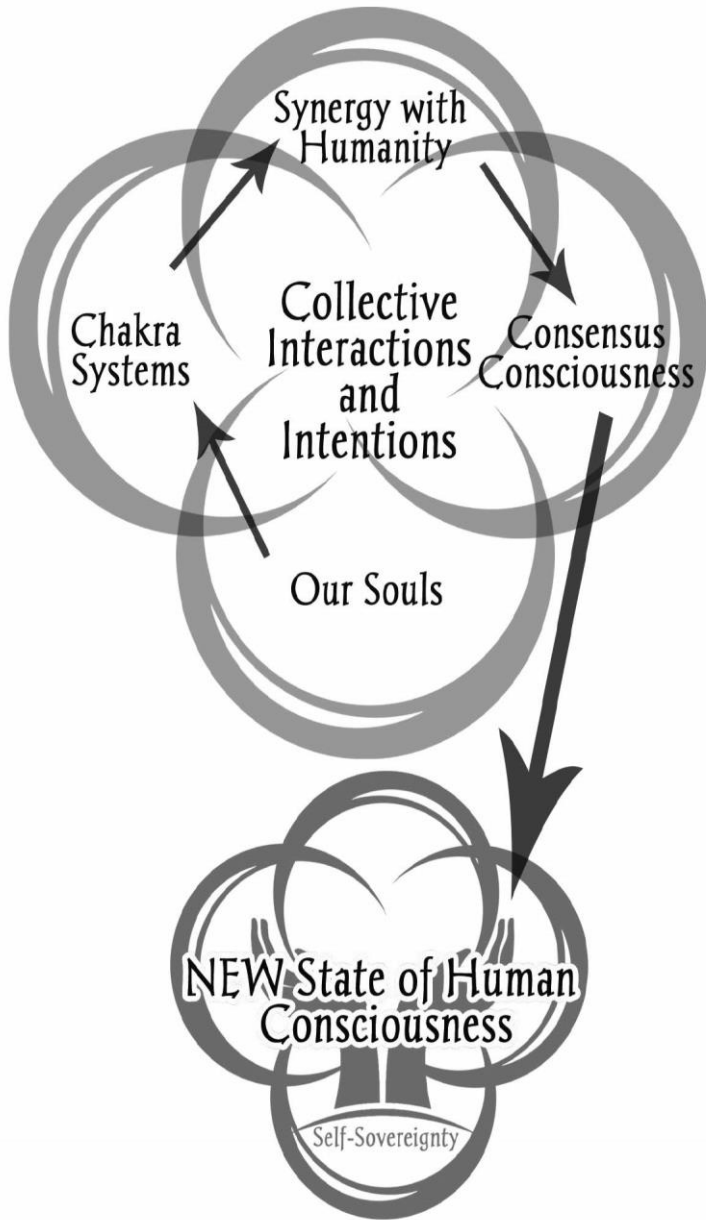 Synergy with
Humanity
Chakra
Systems
Collective
Interactions
and
Intentions
Consensus
Consciousness
Our Souls
NEW State of Human
Consciousness
Self-Sovereignty